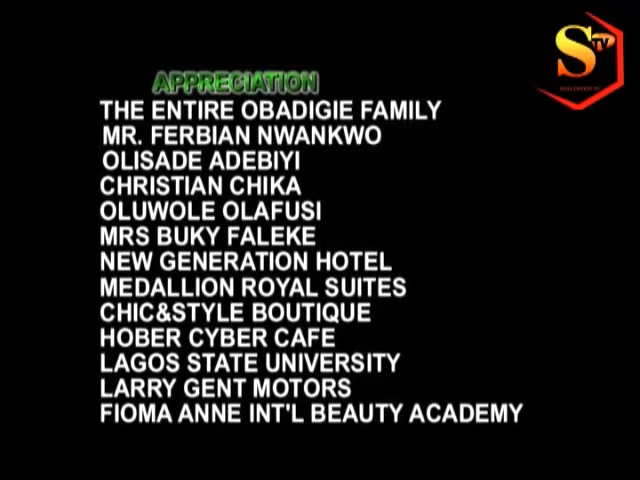 S
TV
APPRECIATION
THE ENTIRE OBADIGIE FAMILY
MR. FERBIAN NWANKWO
OLISADE ADEBIYI
CHRISTIAN CHIKA
OLUWOLE OLAFUSI
MRS BUKY FALEKE
NEW GENERATION HOTEL
MEDALLION ROYAL SUITES
CHIC&STYLE BOUTIQUE
HOBER CYBER CAFE
LAGOS STATE UNIVERSITY
LARRY GENT MOTORS
FIOMA ANNE INT'L BEAUTY ACADEMY